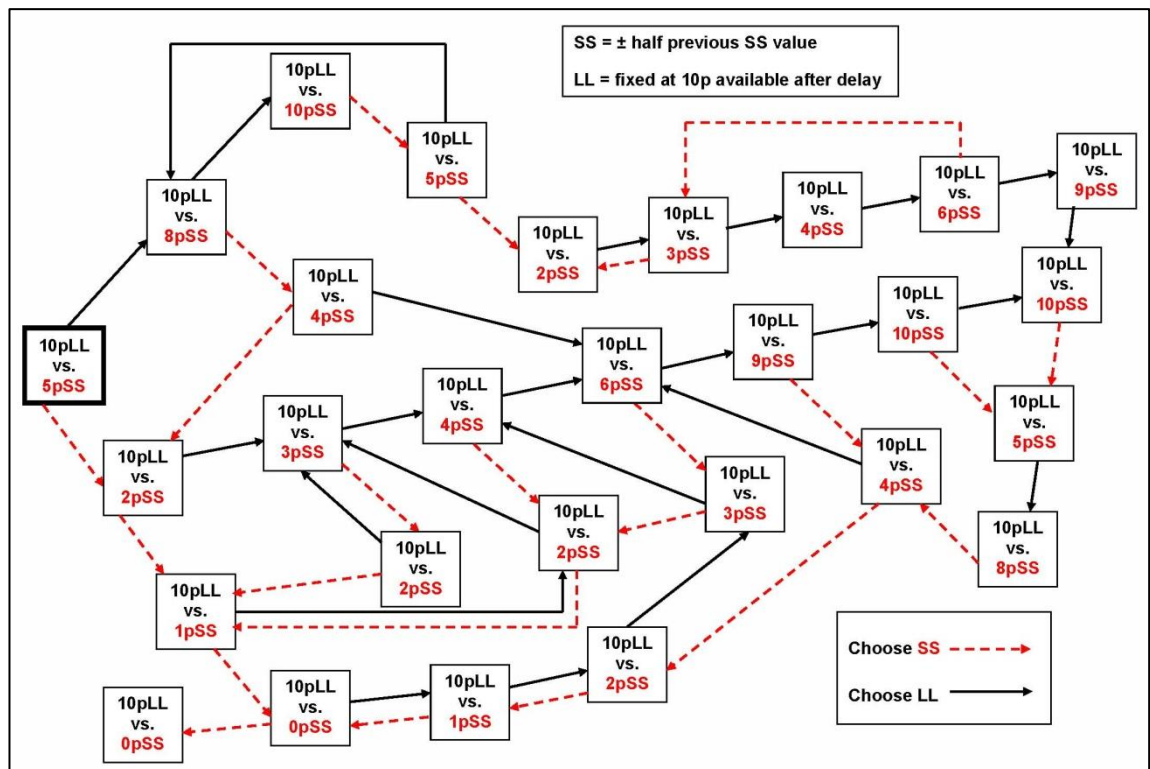 SS = ± half previous SS value
LL = fixed at 10p available after delay
10pLL
vs.
10pSS
10pLL
vs.
5pSS
10pLL
vs.
9pSS
10pLL
vs.
6pSS
10pLL
vs.
4pSS
10pLL
vs.
8pSS
10pLL
vs.
3pSS
10pLL
vs.
2pSS
10pLL
vs.
10pSS
10pLL
vs.
4pSS
10pLL
vs.
10pSS
10pLL
vs.
9pSS
10pLL
vs.
5pSS
10pLL
vs.
6pSS
10pLL
vs.
4pSS
10pLL
vs.
3pSS
10pLL
vs.
5pSS
10pLL
vs.
2pSS
10pLL
vs.
4pSS
10pLL
vs.
3pSS
10pLL
vs.
2pSS
10pLL
vs.
2pSS
10pLL
vs.
8pSS
10pLL
vs.
1pSS
10pLL
vs.
2pSS
10pLL
vs.
1pSS
10pLL
vs.
0pSS
10pLL
vs.
0pSS
Choose SS
Choose LL